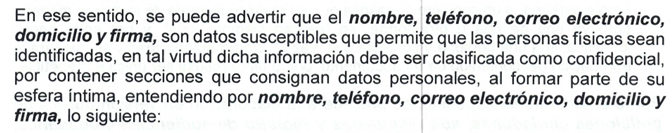 En ese sentido, se puede advertir que el nombre, teléfono, correo electrónico,
domicilio y firma, son datos susceptibles que permite que las personas físicas sean
identificadas, en tal virtud dicha información debe ser clasificada como confidencial,
por contener secciones que consignan datos personales, al formar parte de su
esfera íntima, entendiendo por nombre, teléfono, correo electrónico, domicilio y
firma, lo siguiente: